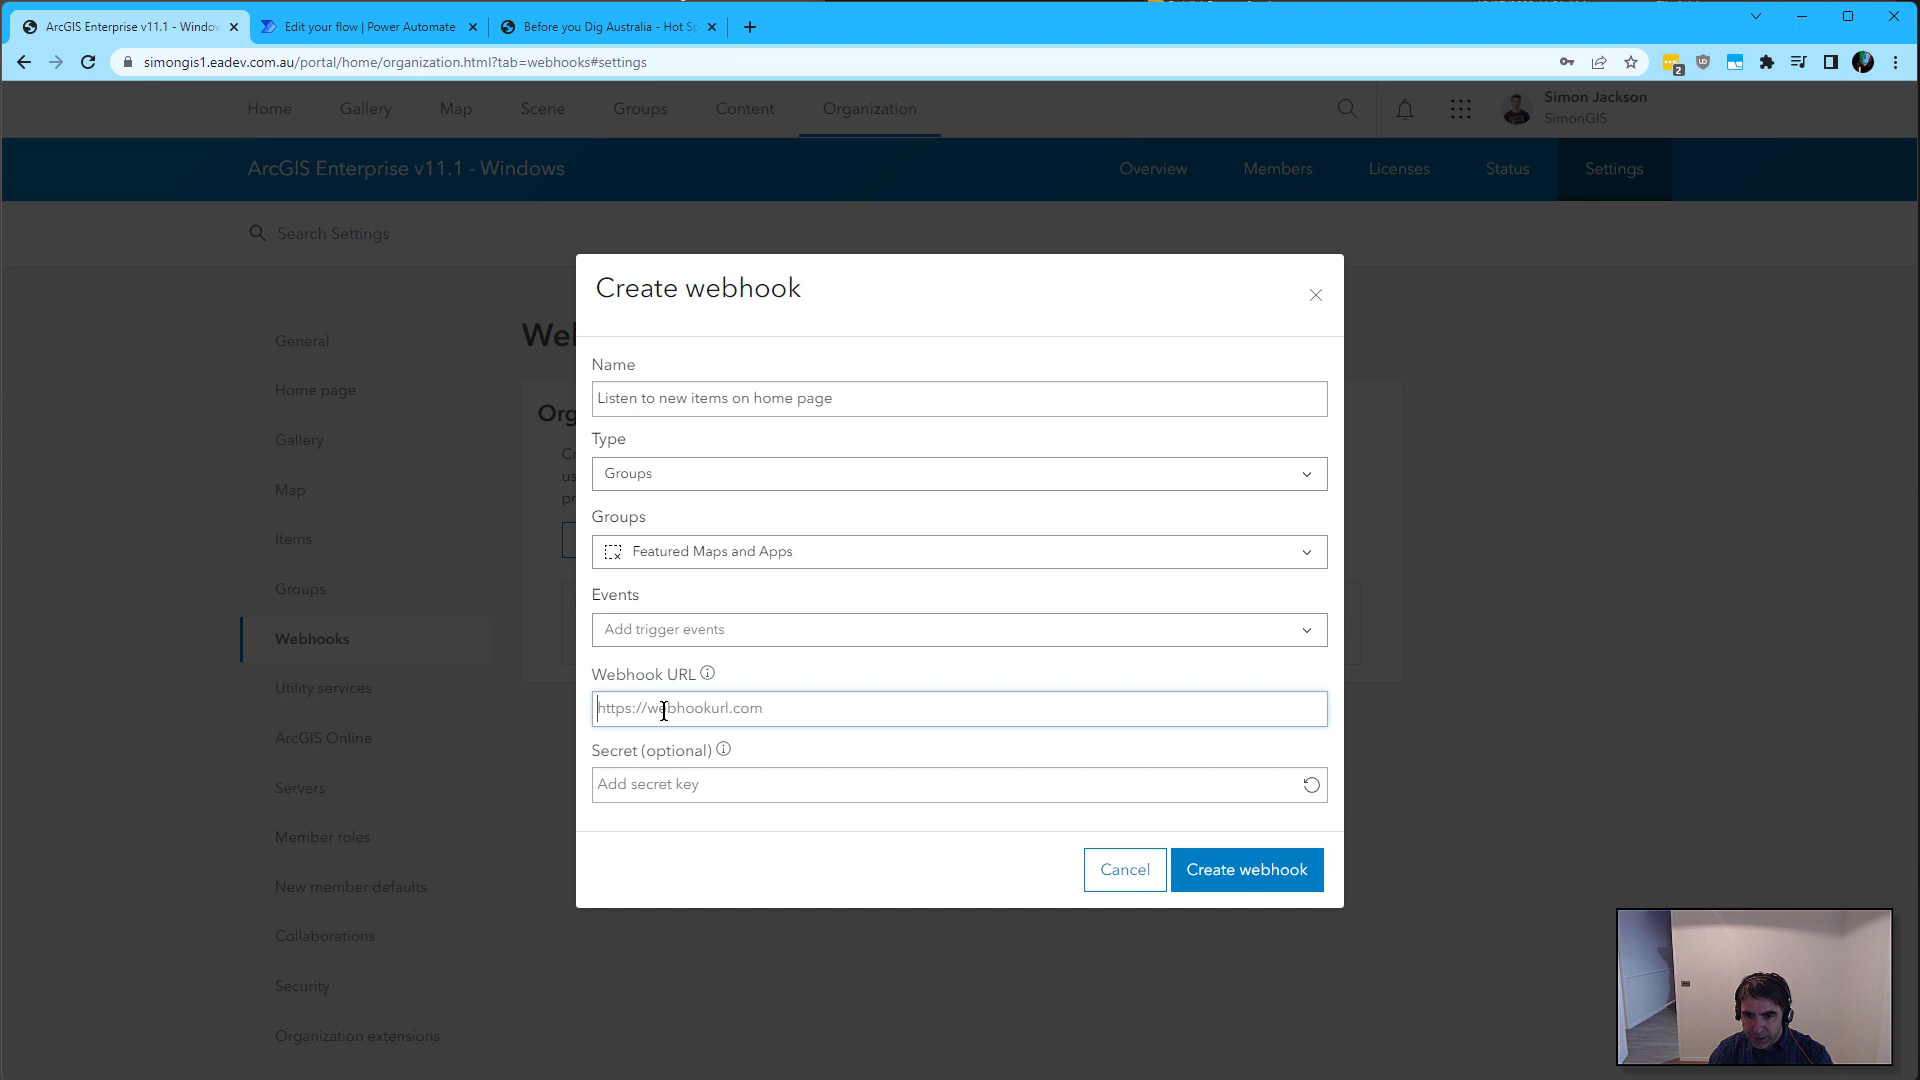 ArcGIS Enterprise v11.1 - Window
Edit your flow | Power Automate
Before you Dig Australia - Hot Sp
simongis1.eadev.com.au/portal/home/organization.html?tab=webhooks#settings
2
Home
Gallery
Map
Scene
Groups
Content
Organization
Simon Jackson
SimonGIS
ArcGIS Enterprise v11.1 - Windows
Overview
Members
Licenses
Status
Settings
Search Settings
General
Home page
Gallery
Map
Items
Groups
Webhooks
Utility services
ArcGIS Online
Servers
Member roles
New member defaults
Collaborations
Security
Organization extensions
Create webhook
Name
Listen to new items on home page
Type
Groups
Groups
Featured Maps and Apps
Events
Add trigger events
Webhook URL
https://webhookurl.com
Secret (optional)
Add secret key
Cancel
Create webhook